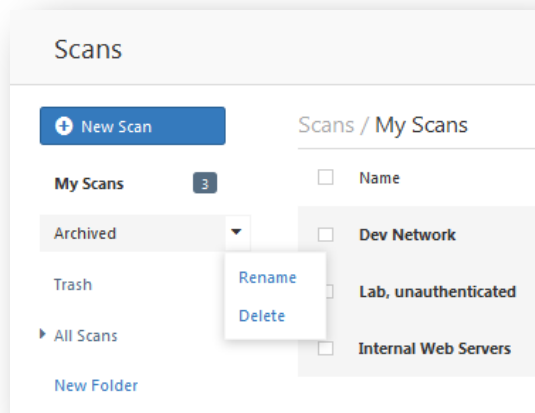 Scans
New Scan
My Scans 3
Archived
Rename
Delete
Trash
All Scans
New Folder
Scans / My Scans
Name
Dev Network
Lab, unauthenticated
Internal Web Servers